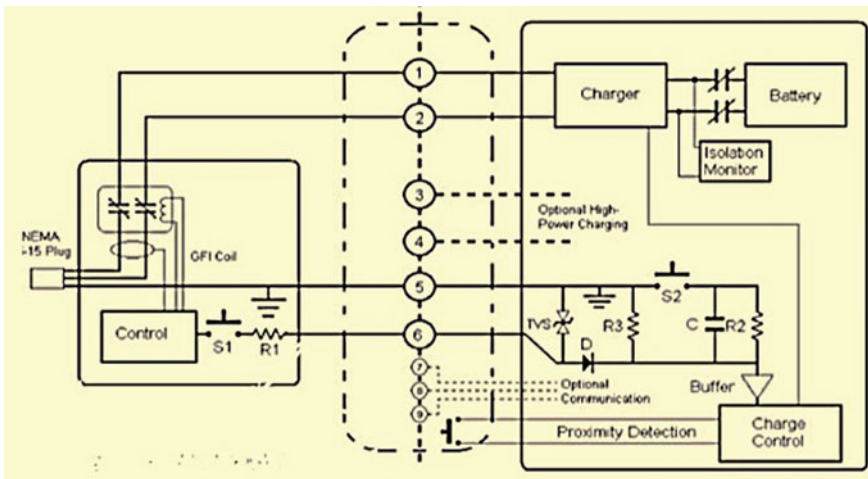 1
Charger
Battery
2
Isolation
Monitor
3
Optional High-
Power Charging
4
NEMA
-15 Plug
GFI Coil
5
S2
TVS
R3
C
R2
Control
S1
R1
6
D
7
8
9
Optional
Communication
Buffer
Proximity Detection
Charge
Control